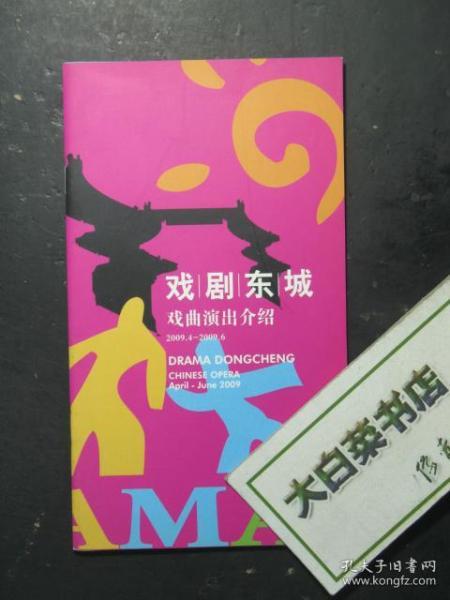 戏剧东城
戏曲演出介绍
2009.4-2009.6
DRAMA DONGCHENG
CHINESE OPERA
April - June 2009
AMA
大白菜书店
孔夫子旧书网
www.kongfz.com